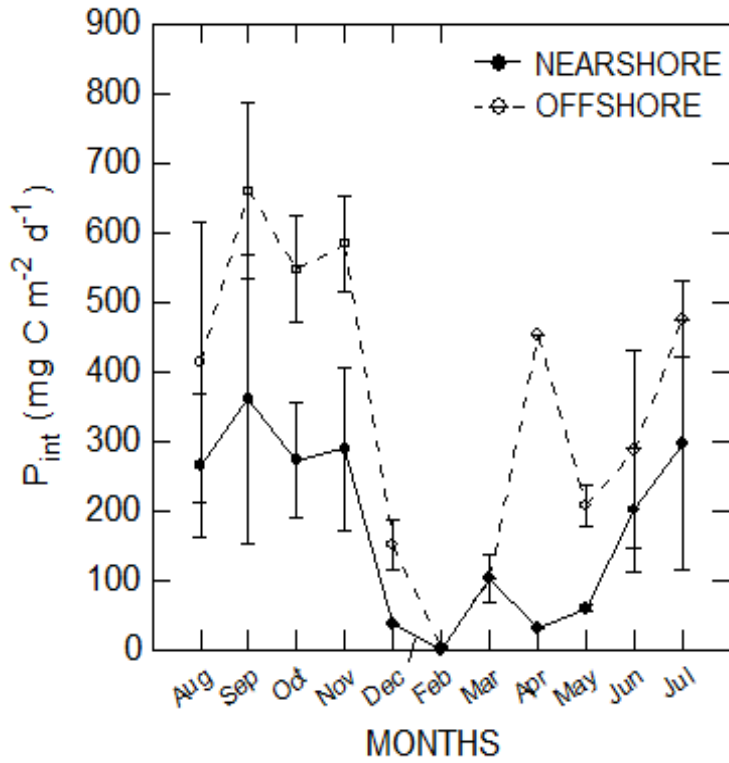 900
800
700
600
500
400
300
200
100
0
P_int (mg C m⁻² d⁻¹)
NEARSHORE
OFFSHORE
Aug Sep Oct Nov Dec Feb Mar Apr May Jun Jul
MONTHS